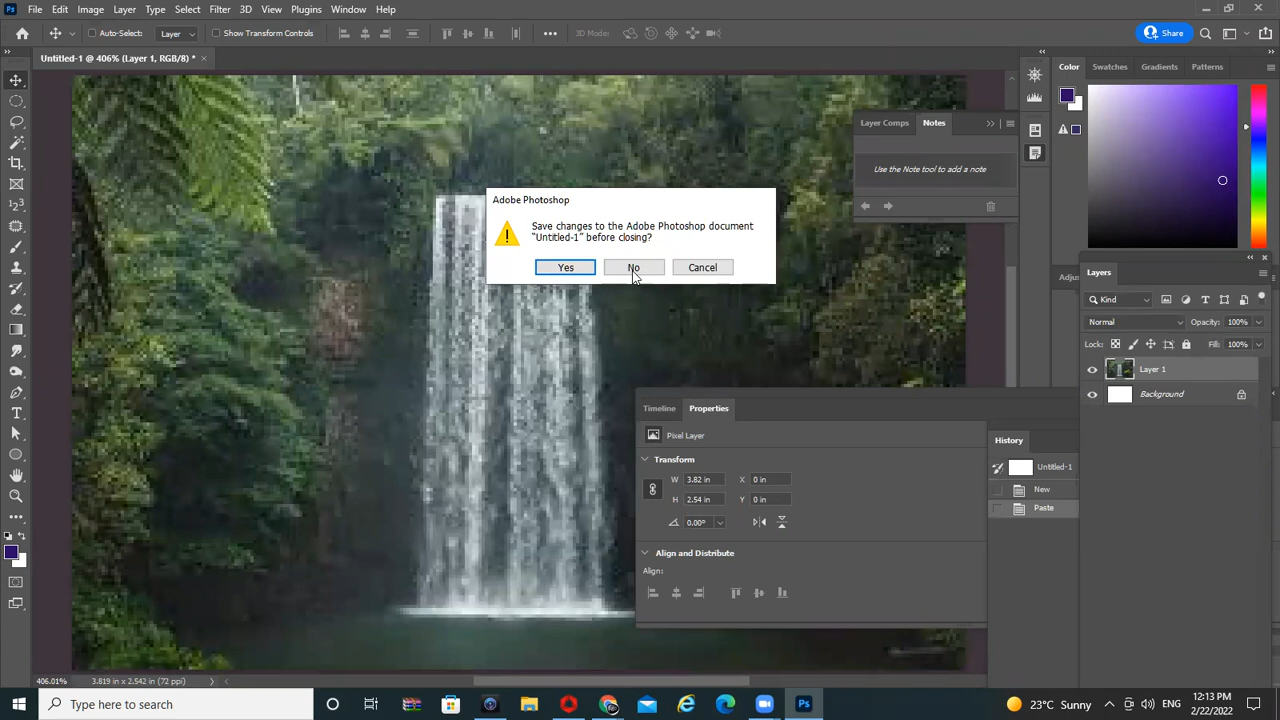 Ps File Edit Image Layer Type Select Filter 3D View Plugins Window Help
Auto-Select: Layer Show Transform Controls 3D Mode: Share
Untitled-1 @ 406% (Layer 1, RGB/8) *
Color Swatches Gradients Patterns
Layer Comps Notes
Use the Note tool to add a note
Adobe Photoshop
Save changes to the Adobe Photoshop document
“Untitled-1” before closing?
Yes No Cancel
Layers
Kind
Normal Opacity: 100%
Lock: Fill: 100%
Layer 1
Background
Timeline Properties
Pixel Layer
Transform
W 3.82 in X 0 in
H 2.54 in Y 0 in
0.00°
Align and Distribute
Align:
History
Untitled-1
New
Paste
406.01% 3.819 in x 2.542 in (72 ppi)
Type here to search
Ps
23°C Sunny
ENG
12:13 PM
2/22/2022